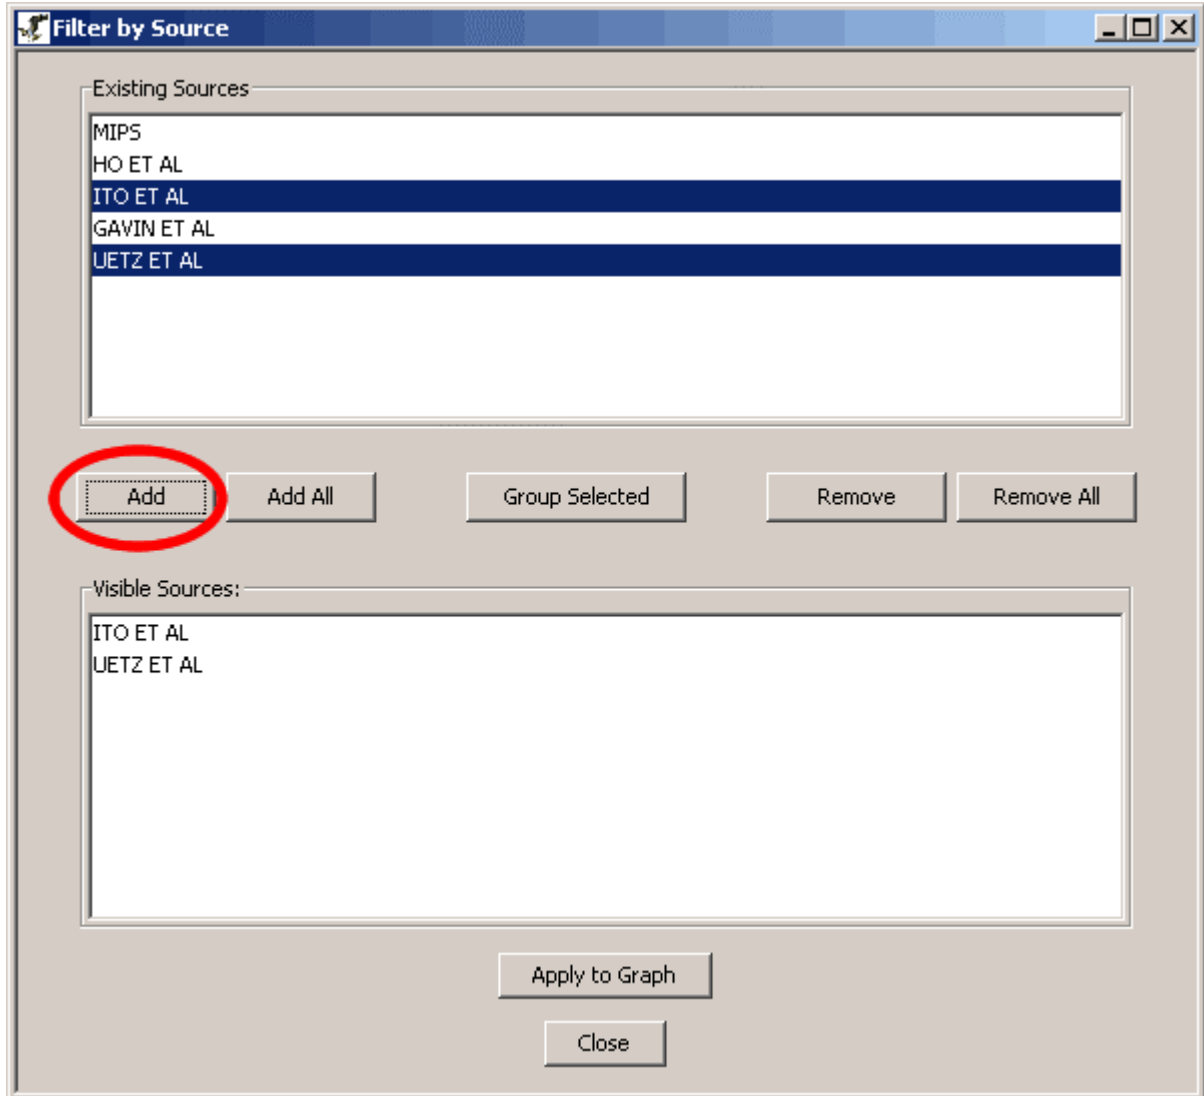 Filter by Source
Existing Sources
MIPS
HO ET AL
ITO ET AL
GAVIN ET AL
UETZ ET AL
Add Add All Group Selected Remove Remove All
Visible Sources:
ITO ET AL
UETZ ET AL
Apply to Graph
Close